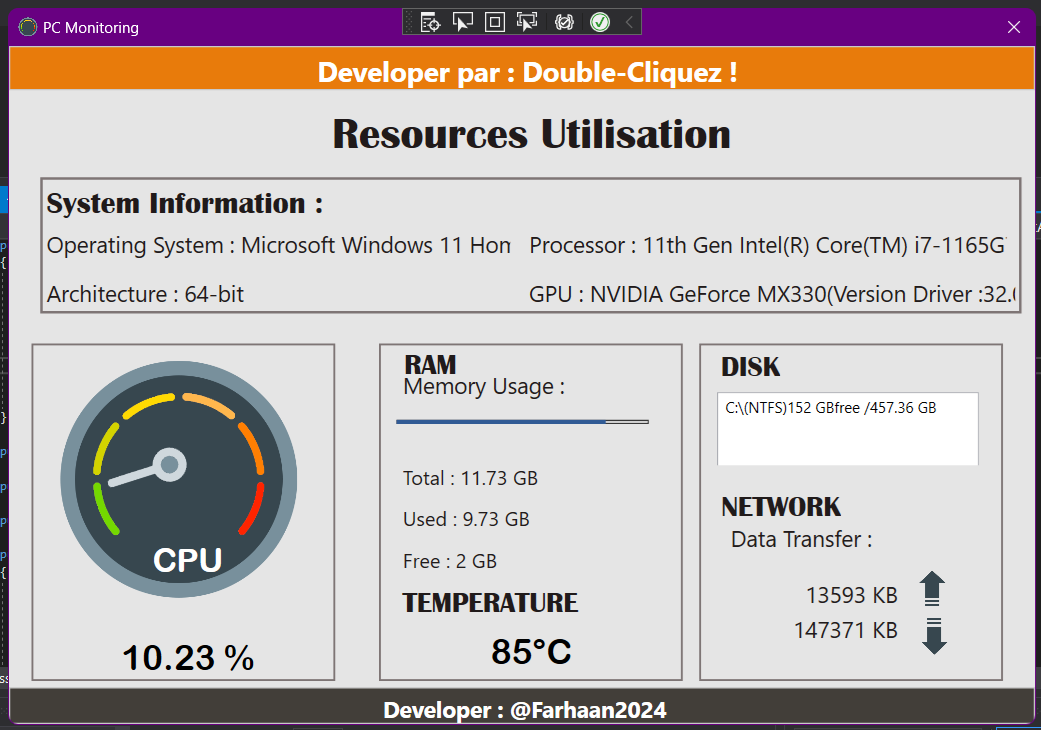 PC Monitoring
Developer par : Double-Cliquez !
Resources Utilisation
System Information :
Operating System : Microsoft Windows 11 Hom
Processor : 11th Gen Intel(R) Core(TM) i7-1165G
Architecture : 64-bit
GPU : NVIDIA GeForce MX330(Version Driver :32.0
CPU
10.23 %
RAM
Memory Usage :
Total : 11.73 GB
Used : 9.73 GB
Free : 2 GB
TEMPERATURE
85°C
DISK
C:\(NTFS)152 GBfree /457.36 GB
NETWORK
Data Transfer :
13593 KB
147371 KB
Developer : @Farhaan2024